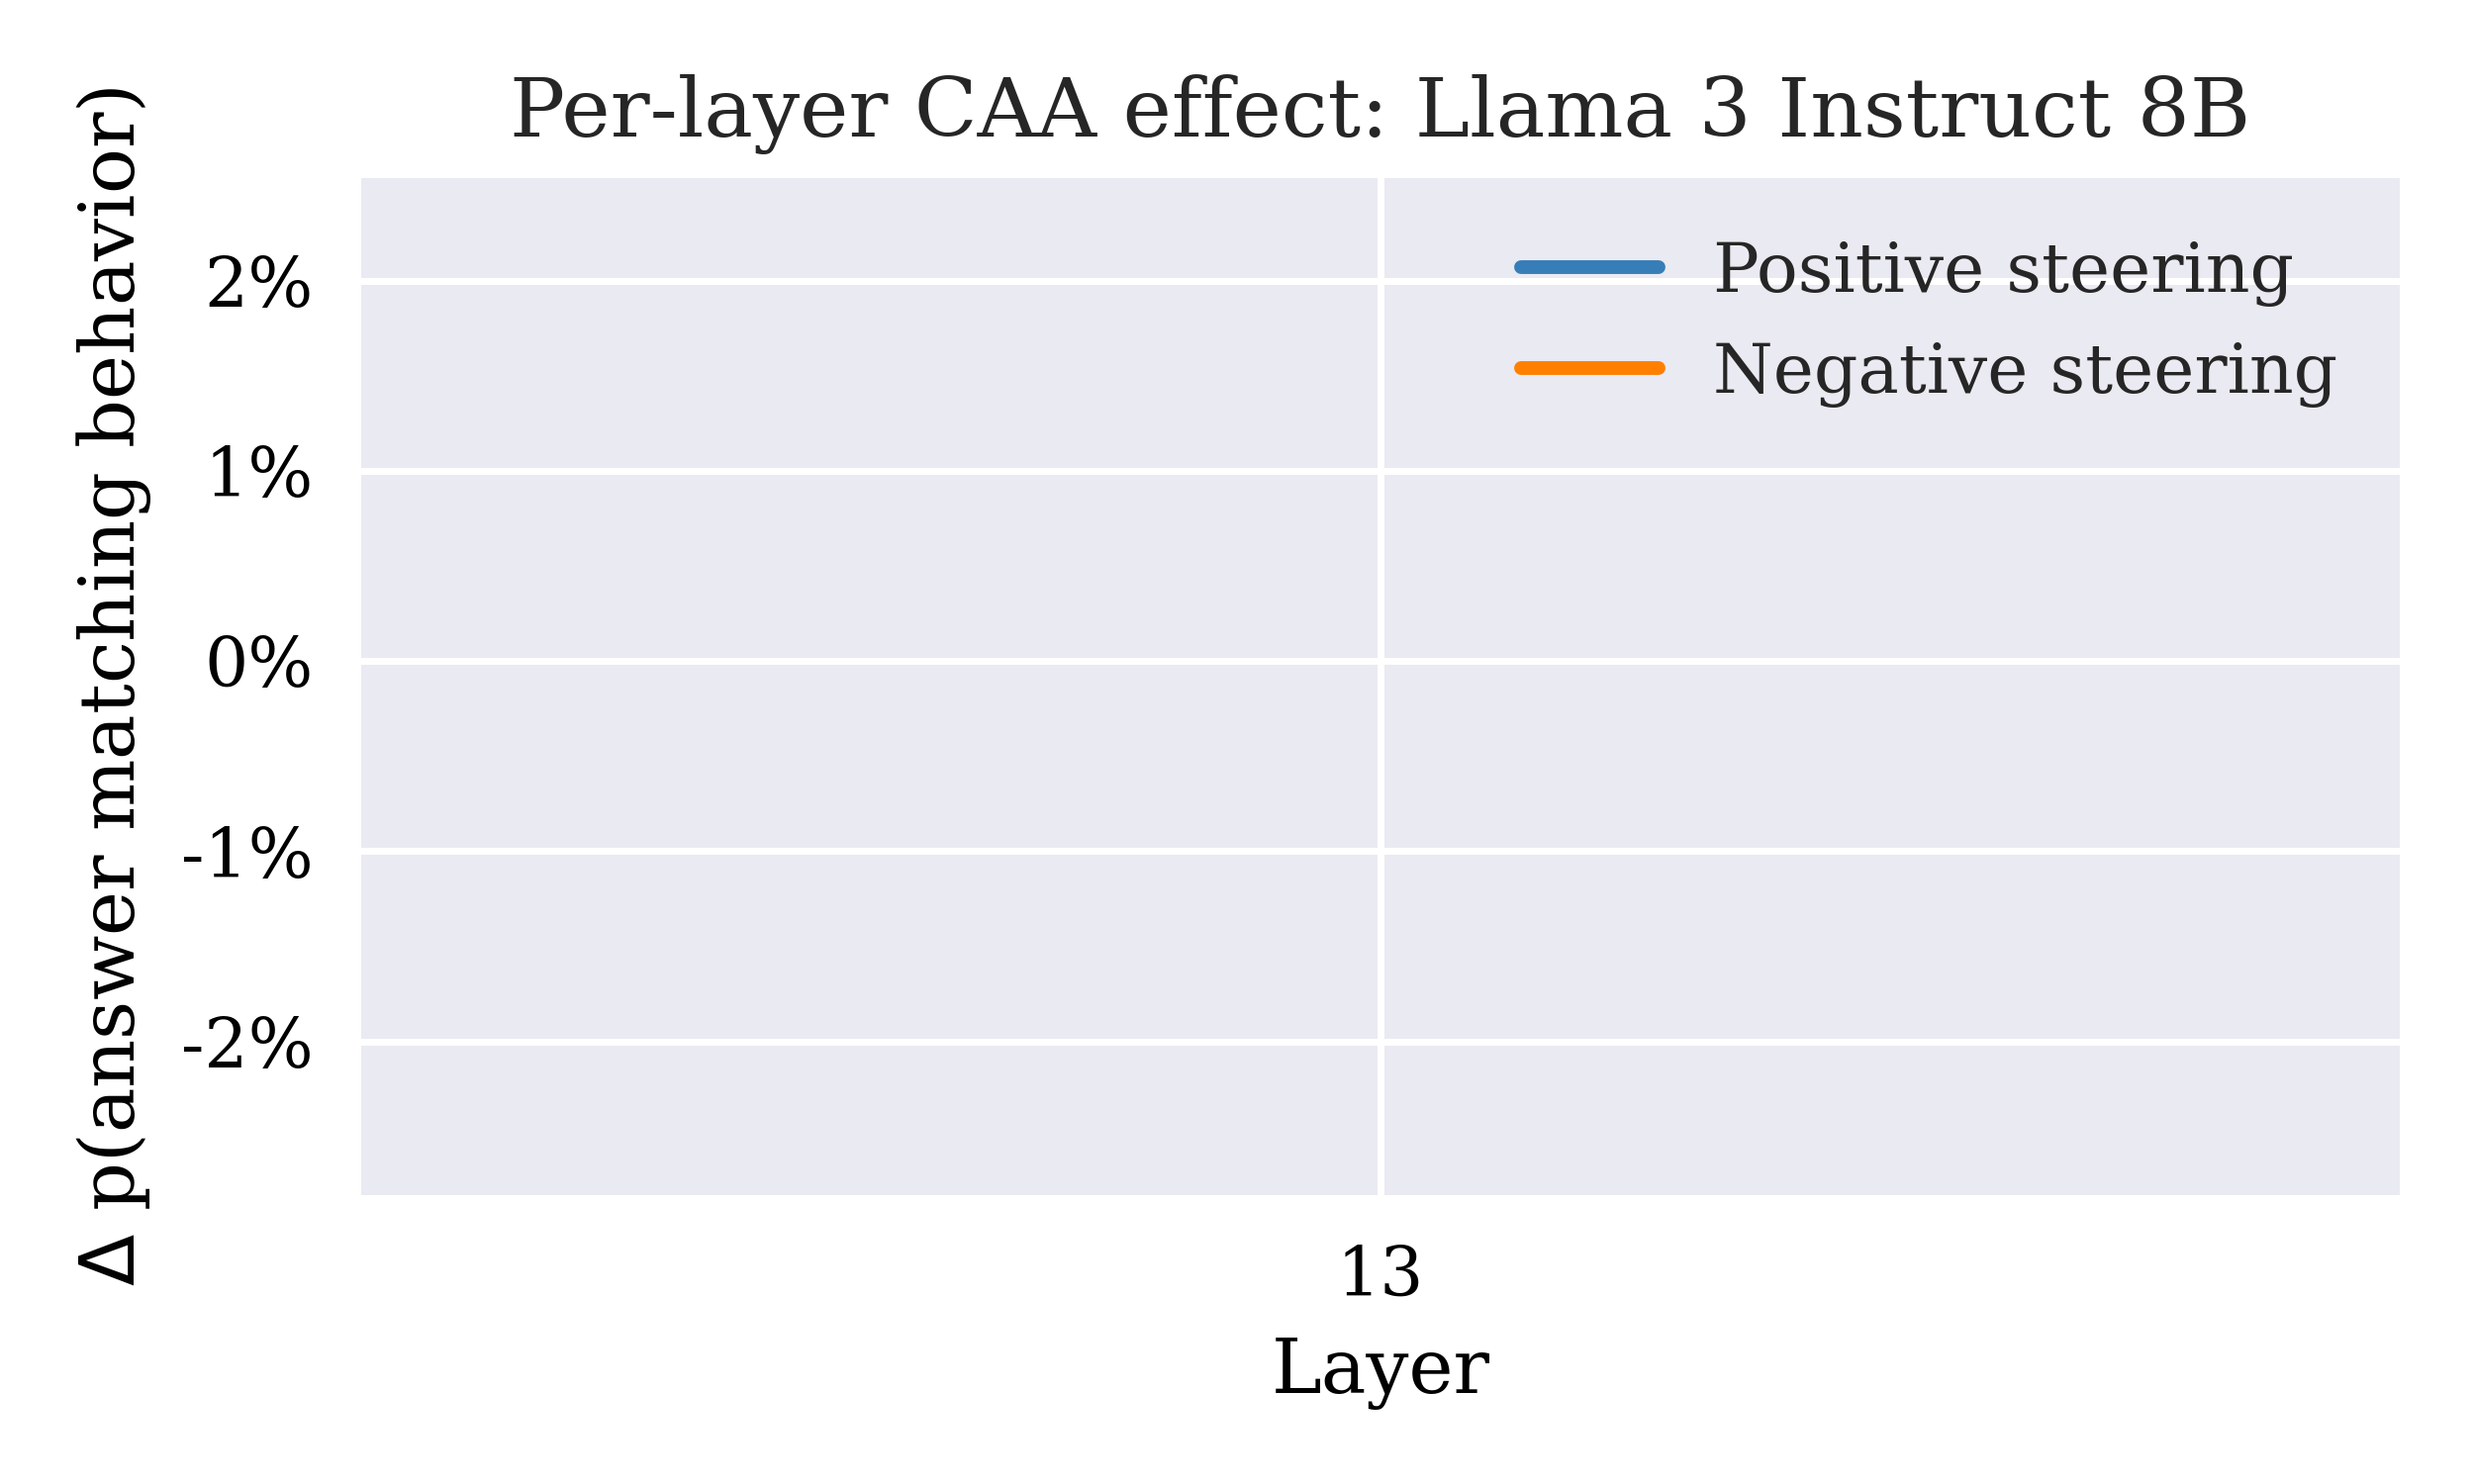 Per-layer CAA effect: Llama 3 Instruct 8B
Δ p(answer matching behavior)
2%
1%
0%
-1%
-2%
Positive steering
Negative steering
13
Layer